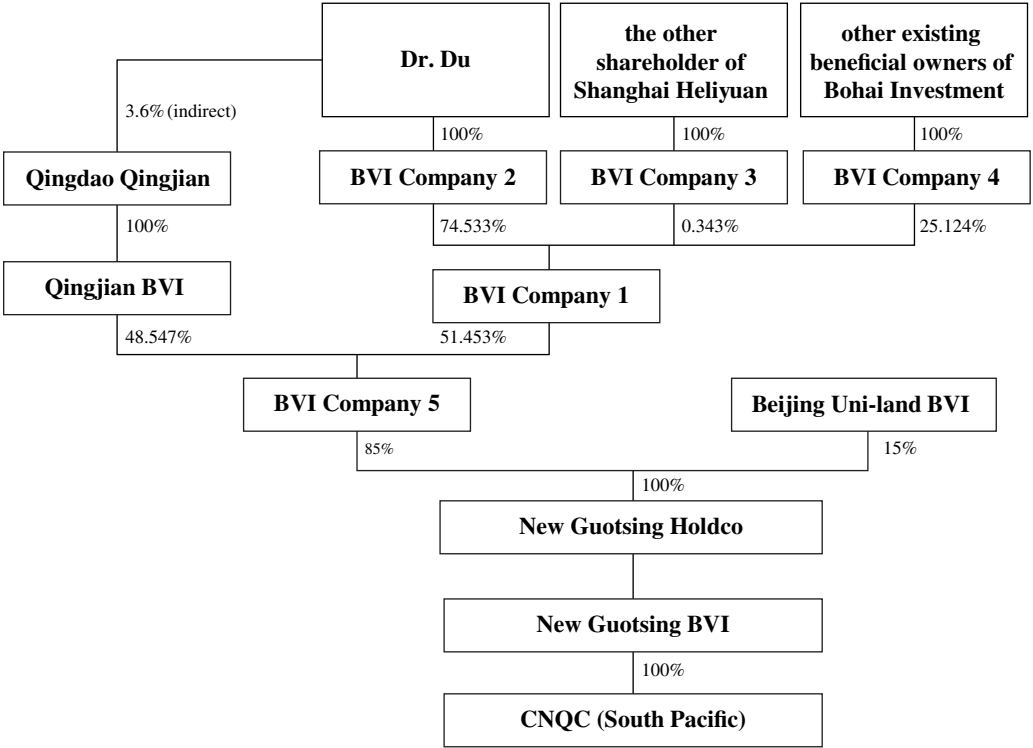 Dr. Du
the other
shareholder of
Shanghai Heliyuan
other existing
beneficial owners of
Bohai Investment
3.6% (indirect)
100%
100%
100%
Qingdao Qingjian
BVI Company 2
BVI Company 3
BVI Company 4
100%
74.533%
0.343%
25.124%
Qingjian BVI
BVI Company 1
48.547%
51.453%
BVI Company 5
Beijing Uni-land BVI
85%
15%
100%
New Guotsing Holdco
New Guotsing BVI
100%
CNQC (South Pacific)